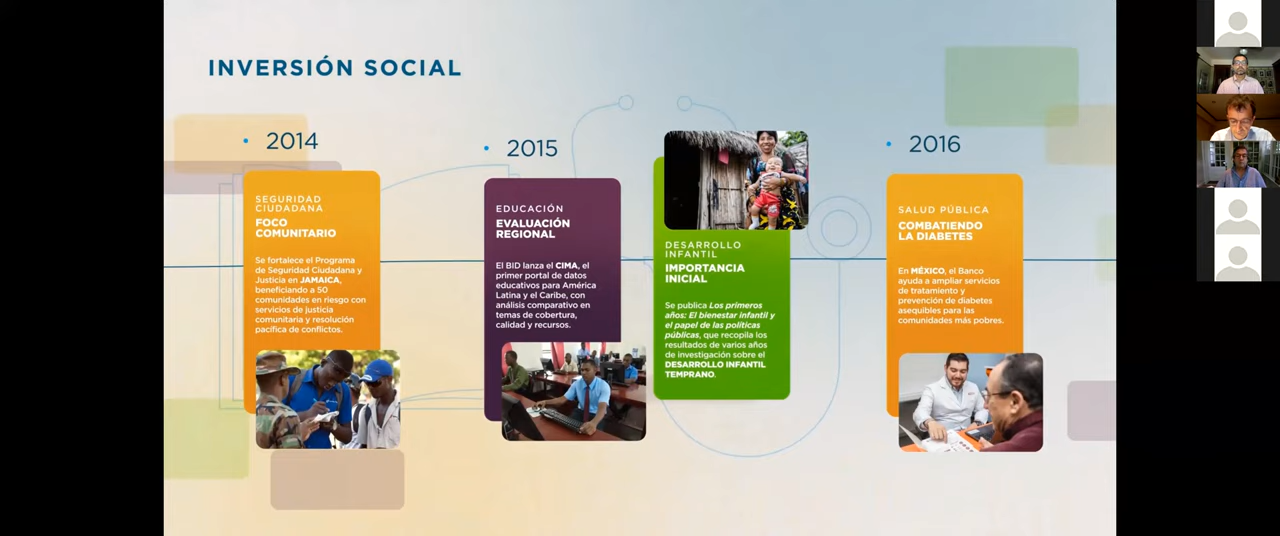 INVERSIÓN SOCIAL
2014
SEGURIDAD
CIUDADANA
FOCO
COMUNITARIO
Se fortalece el Programa
de Seguridad Ciudadana y
Justicia en JAMAICA,
beneficiando a 50
comunidades en riesgo con
servicios de justicia
comunitaria y resolución
pacífica de conflictos.
2015
EDUCACIÓN
EVALUACIÓN
REGIONAL
El BID lanza el CIMA, el
primer portal de datos
educativos para América
Latina y el Caribe, con
análisis comparativo en
temas de cobertura,
calidad y recursos.
DESARROLLO
INFANTIL
IMPORTANCIA
INICIAL
Se publica Los primeros
años: El bienestar infantil y
el papel de las políticas
públicas, que recopila los
resultados de varios años
de investigación sobre el
DESARROLLO INFANTIL
TEMPRANO.
2016
SALUD PÚBLICA
COMBATIENDO
LA DIABETES
En MÉXICO, el Banco
ayuda a ampliar servicios
de tratamiento y
prevención de diabetes
asequibles para las
comunidades más pobres.